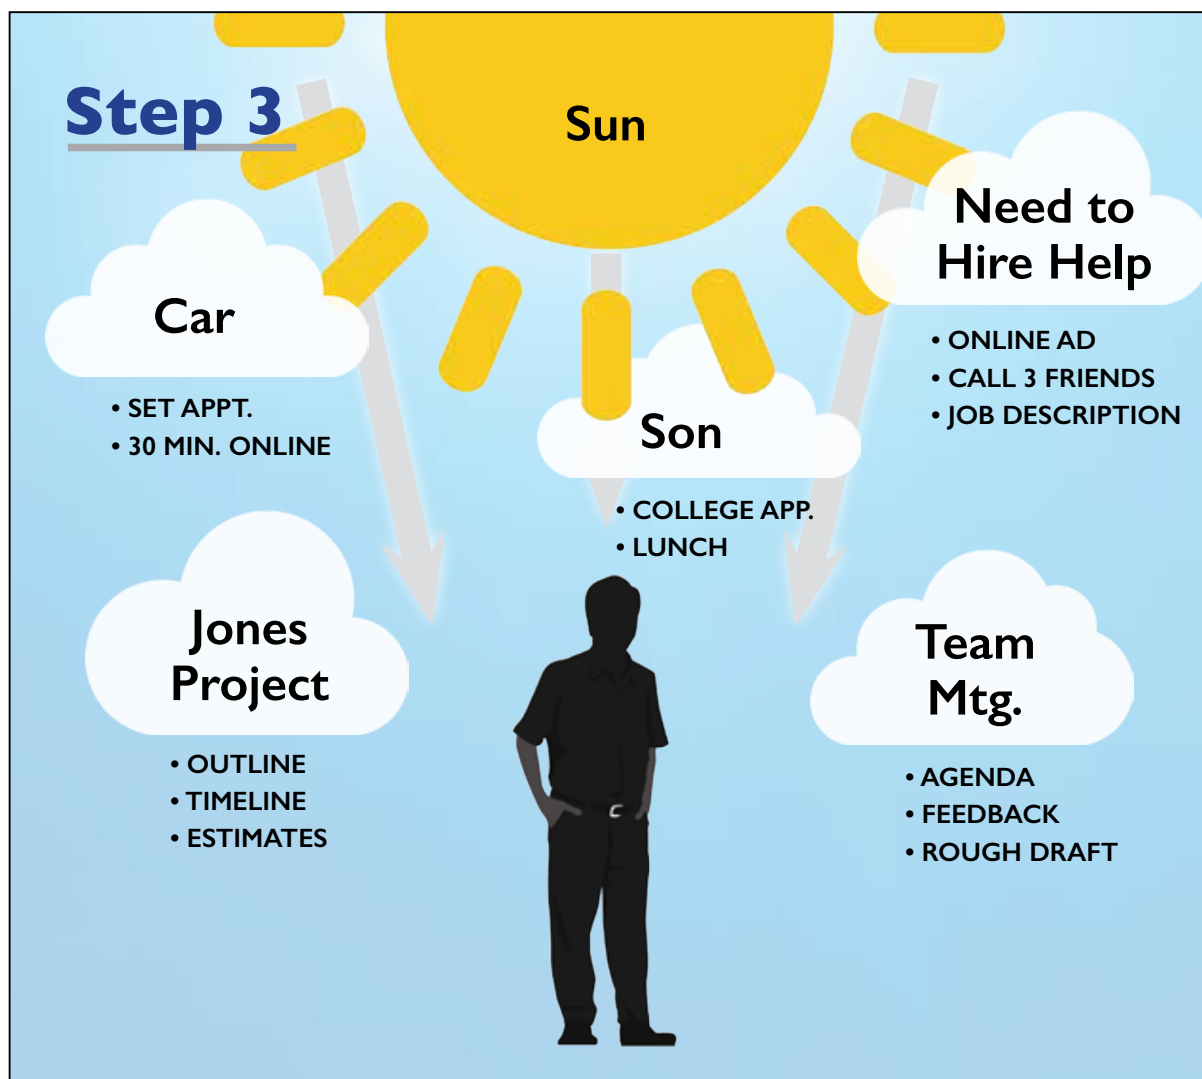 Step 3
Sun
Need to
Hire Help
• ONLINE AD
• CALL 3 FRIENDS
• JOB DESCRIPTION
Car
• SET APPT.
• 30 MIN. ONLINE
Son
• COLLEGE APP.
• LUNCH
Jones
Project
• OUTLINE
• TIMELINE
• ESTIMATES
Team
Mtg.
• AGENDA
• FEEDBACK
• ROUGH DRAFT